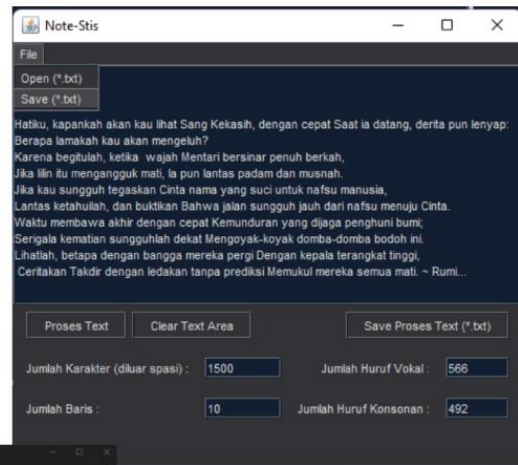 Note-Stis
File
Open (*.txt)
Save (*.txt)
Hatiku, kapankah akan kau lihat Sang Kekasih, dengan cepat Saat ia datang, derita pun lenyap:
Berapa lamakah kau akan mengeluh?
Karena begitulah, ketika wajah Mentari bersinar penuh berkah,
Jika lilin itu mengangguk mati, la pun lantas padam dan musnah.
Jika kau sungguh tegaskan Cinta nama yang suci untuk nafsu manusia,
Lantas ketahuilah, dan buktikan Bahwa jalan sungguh jauh dari nafsu menuju Cinta.
Waktu membawa akhir dengan cepat Kemunduran yang dijaga penghuni bumi;
Serigala kematian sungguhlah dekat Mengoyak-koyak domba-domba bodoh ini.
Lihatlah, betapa dengan bangga mereka pergi Dengan kepala terangkat tinggi,
Ceritakan Takdir dengan ledakan tanpa prediksi Memukul mereka semua mati. ~ Rumi...
Proses Text Clear Text Area Save Proses Text (*.txt)
Jumlah Karakter (diluar spasi) : 1500 Jumlah Huruf Vokal : 566
Jumlah Baris : 10 Jumlah Huruf Konsonan : 492